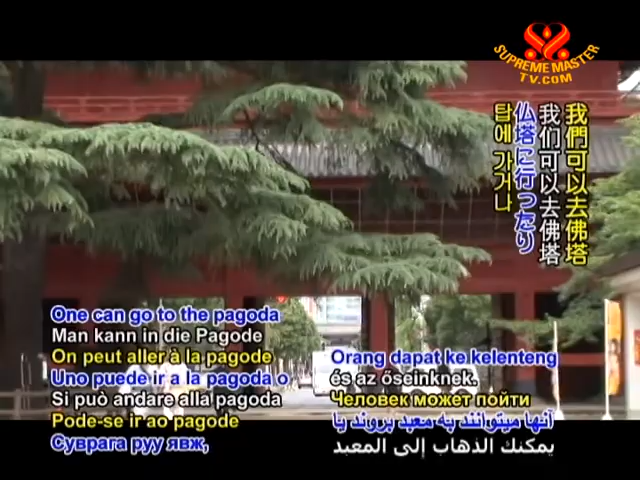 SUPREME MASTER
TV.COM
我們可以去佛塔
我们可以去佛塔
仏塔に行ったり
탑에 가거나
One can go to the pagoda
Man kann in die Pagode
On peut aller à la pagode
Uno puede ir a la pagoda o
Si può andare alla pagoda
Pode-se ir ao pagode
Суврага руу явж,
Orang dapat ke kelenteng
és az őseinknek.
Человек может пойти
آنها میتوانند به معبد بروند یا
يمكنك الذهاب إلى المعبد